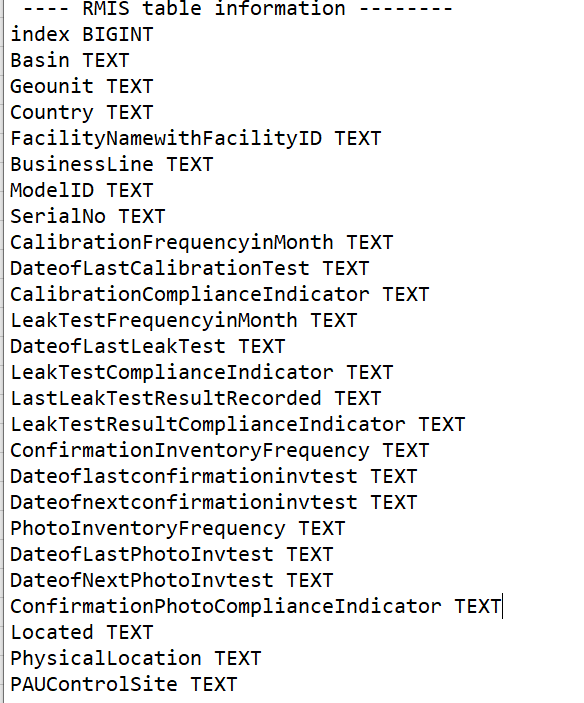 ---- RMIS table information --------
index BIGINT
Basin TEXT
Geounit TEXT
Country TEXT
FacilityNamewithFacilityID TEXT
BusinessLine TEXT
ModelID TEXT
SerialNo TEXT
CalibrationFrequencyinMonth TEXT
DateofLastCalibrationTest TEXT
CalibrationComplianceIndicator TEXT
LeakTestFrequencyinMonth TEXT
DateofLastLeakTest TEXT
LeakTestComplianceIndicator TEXT
LastLeakTestResultRecorded TEXT
LeakTestResultComplianceIndicator TEXT
ConfirmationInventoryFrequency TEXT
Dateoflastconfirmationinvtest TEXT
Dateofnextconfirmationinvtest TEXT
PhotoInventoryFrequency TEXT
DateofLastPhotoInvtest TEXT
DateofNextPhotoInvtest TEXT
ConfirmationPhotoComplianceIndicator TEXT
Located TEXT
PhysicalLocation TEXT
PAUControlSite TEXT